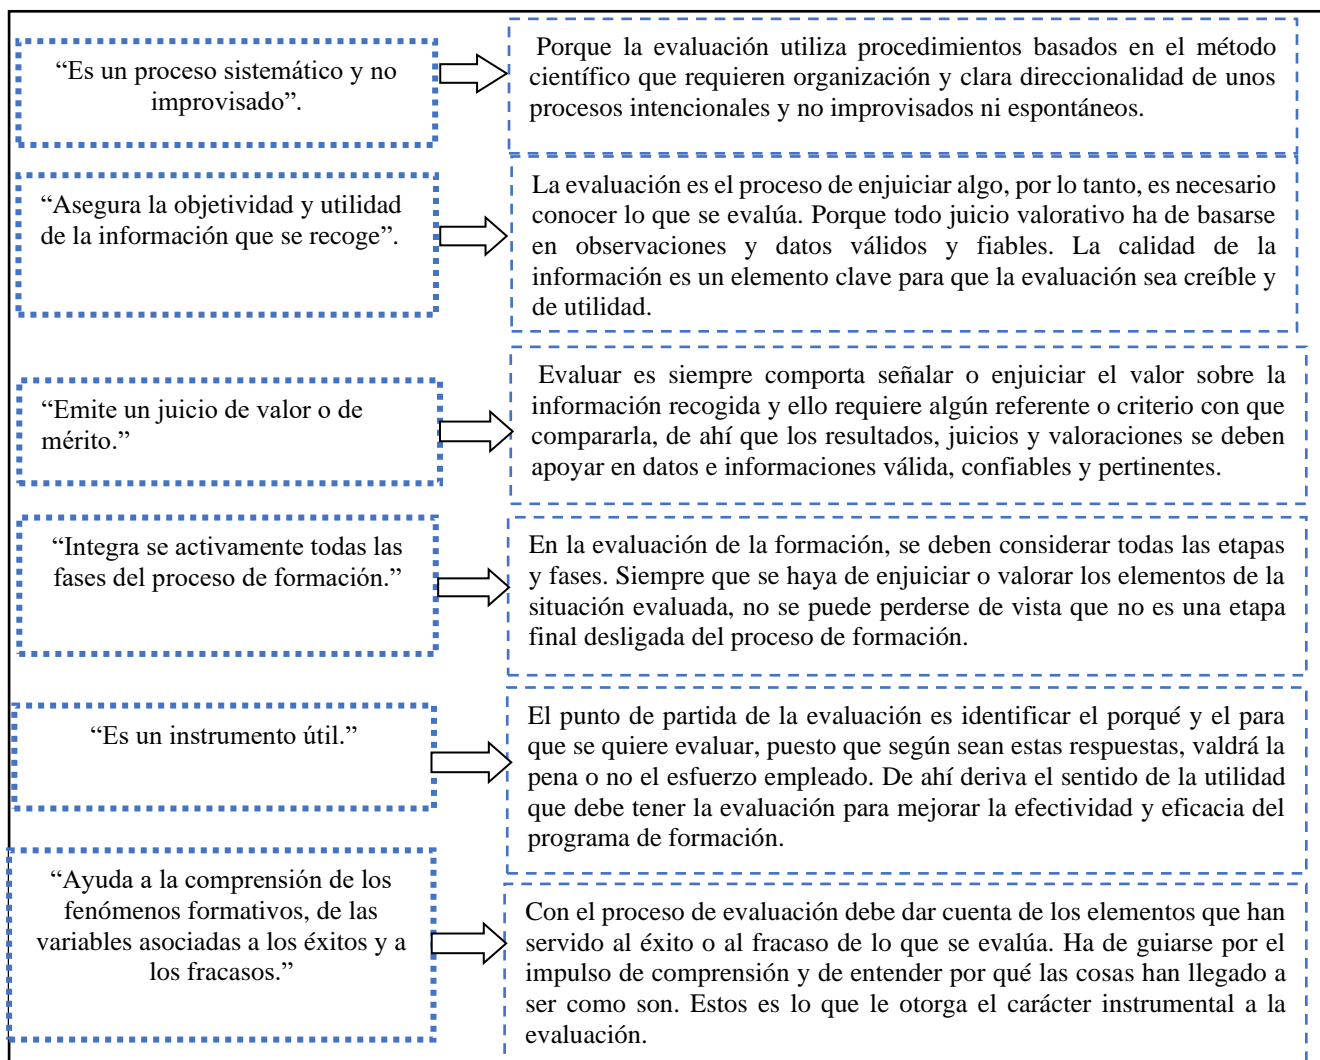 “Es un proceso sistemático y no
improvisado”.
Porque la evaluación utiliza procedimientos basados en el método
científico que requieren organización y clara direccionalidad de unos
procesos intencionales y no improvisados ni espontáneos.
“Asegura la objetividad y utilidad
de la información que se recoge”.
La evaluación es el proceso de enjuiciar algo, por lo tanto, es necesario
conocer lo que se evalúa. Porque todo juicio valorativo ha de basarse
en observaciones y datos válidos y fiables. La calidad de la
información es un elemento clave para que la evaluación sea creíble y
de utilidad.
“Emite un juicio de valor o de
mérito.”
Evaluar es siempre comporta señalar o enjuiciar el valor sobre la
información recogida y ello requiere algún referente o criterio con que
compararla, de ahí que los resultados, juicios y valoraciones se deben
apoyar en datos e informaciones válida, confiables y pertinentes.
“Integra se activamente todas las
fases del proceso de formación.”
En la evaluación de la formación, se deben considerar todas las etapas
y fases. Siempre que se haya de enjuiciar o valorar los elementos de la
situación evaluada, no se puede perderse de vista que no es una etapa
final desligada del proceso de formación.
“Es un instrumento útil.”
El punto de partida de la evaluación es identificar el porqué y el para
que se quiere evaluar, puesto que según sean estas respuestas, valdrá la
pena o no el esfuerzo empleado. De ahí deriva el sentido de la utilidad
que debe tener la evaluación para mejorar la efectividad y eficacia del
programa de formación.
“Ayuda a la comprensión de los
fenómenos formativos, de las
variables asociadas a los éxitos y a
los fracasos.”
Con el proceso de evaluación debe dar cuenta de los elementos que han
servido al éxito o al fracaso de lo que se evalúa. Ha de guiarse por el
impulso de comprensión y de entender por qué las cosas han llegado a
ser como son. Estos es lo que le otorga el carácter instrumental a la
evaluación.